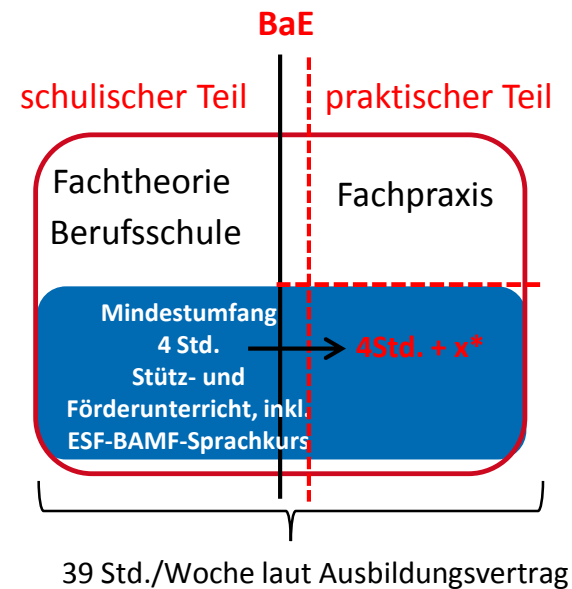 BaE
schulischer Teil
praktischer Teil
Fachtheorie
Berufsschule
Fachpraxis
Mindestumfang
4 Std.
Stütz- und
Förderunterricht, inkl.
ESF-BAMF-Sprachkurs
4Std. + x*
39 Std./Woche laut Ausbildungsvertrag